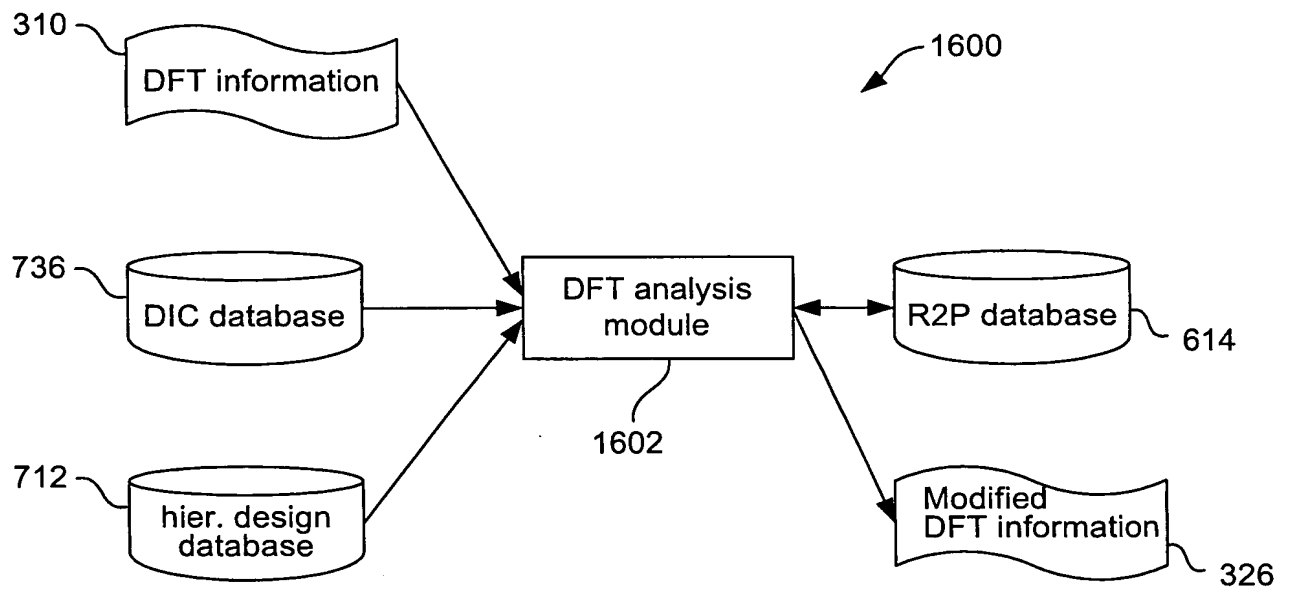 310
DFT information
1600
736
DIC database
DFT analysis
module
R2P database
614
1602
712
hier. design
database
Modified
DFT information
326